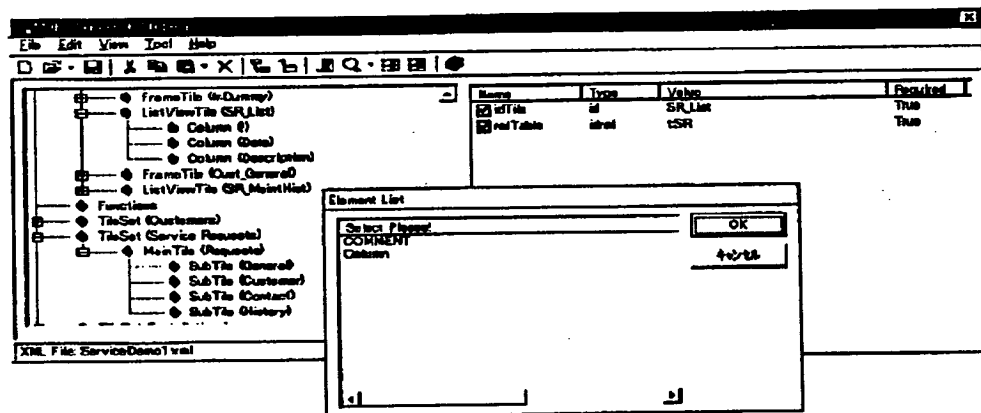 File Edit View Tool Help
FrameTile (fr.Dummy)
ListViewTile (SR_List)
Column (!)
Column (Date)
Column (Description)
FrameTile (Cust_General)
ListViewTile (SR_MaintHist)
Functions
TileSet (Customers)
TileSet (Service Requests)
MainTile (Requests)
SubTile (General)
SubTile (Customer)
SubTile (Contact)
SubTile (History)
XML File: ServiceDemo1.xml
Name Type Value Required
idTile id SR_List True
relTable idref tSR True
Element List
Select Please!
COMMENT
Column
OK
キャンセル